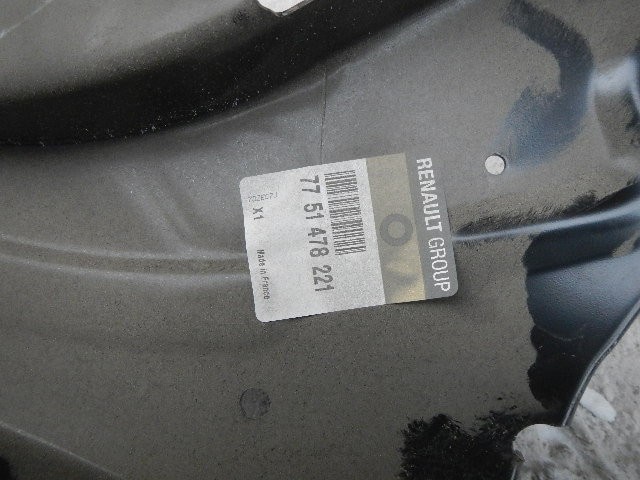 RENAULT GROUP
77 51 478 221
X1
Made in France